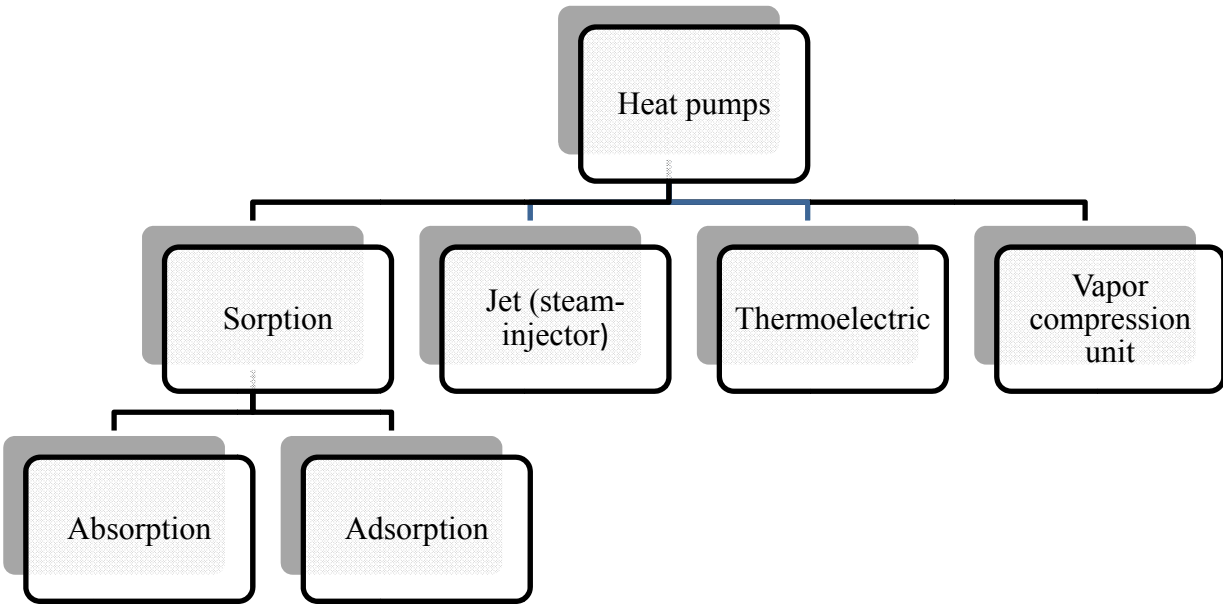 Heat pumps
Sorption
Jet (steam-
injector)
Thermoelectric
Vapor
compression
unit
Absorption
Adsorption